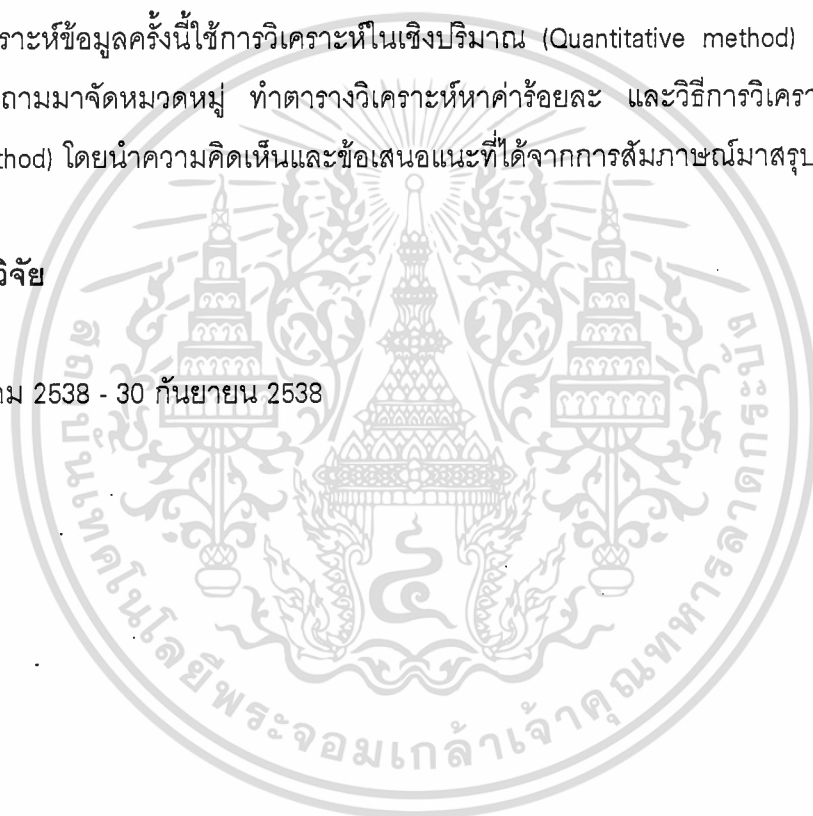 ราะห์ข้อมูลครั้งนี้ใช้การวิเคราะห์ในเชิงปริมาณ (Quantitative method)
ถามมาจัดหมวดหมู่ ทำตารางวิเคราะห์หาค่าร้อยละ และวิธีการวิเครา
thod) โดยนำความคิดเห็นและข้อเสนอแนะที่ได้จากการสัมภาษณ์มาสรุป
วิจัย
าม 2538 - 30 กันยายน 2538
สถาบันเทคโนโลยีพระจอมเกล้าเจ้าคุณทหารลาดกระบัง